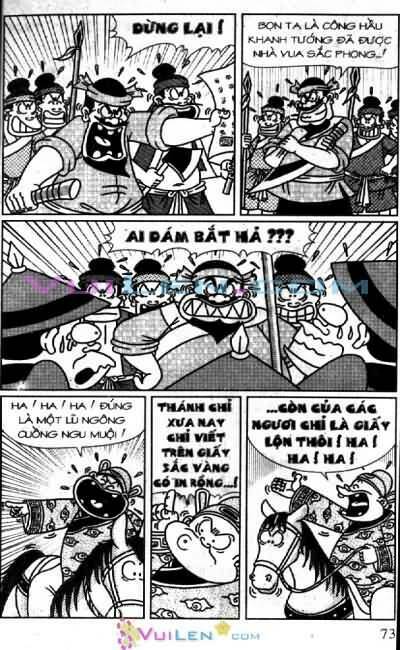 DỪNG LẠI !
BỌN TA LÀ CÔNG HẦU
KHANH TƯỚNG ĐÃ ĐƯỢC
NHÀ VUA SẮC PHONG...!
AI DÁM BẮT HẢ ???
VUILEN.COM
HA ! HA ! HA ! ĐÚNG
LÀ MỘT LŨ NGÔNG
CUỒNG NGU MUỘI !
THÁNH CHỈ
XƯA NAY
CHỈ VIẾT
TRÊN GIẤY
SẮC VÀNG
CÓ IN RỒNG...!
...CÒN CỦA CÁC
NGƯƠI CHỈ LÀ GIẤY
LỘN THÔI ! HA !
HA ! HA !
VUILEN.COM
73